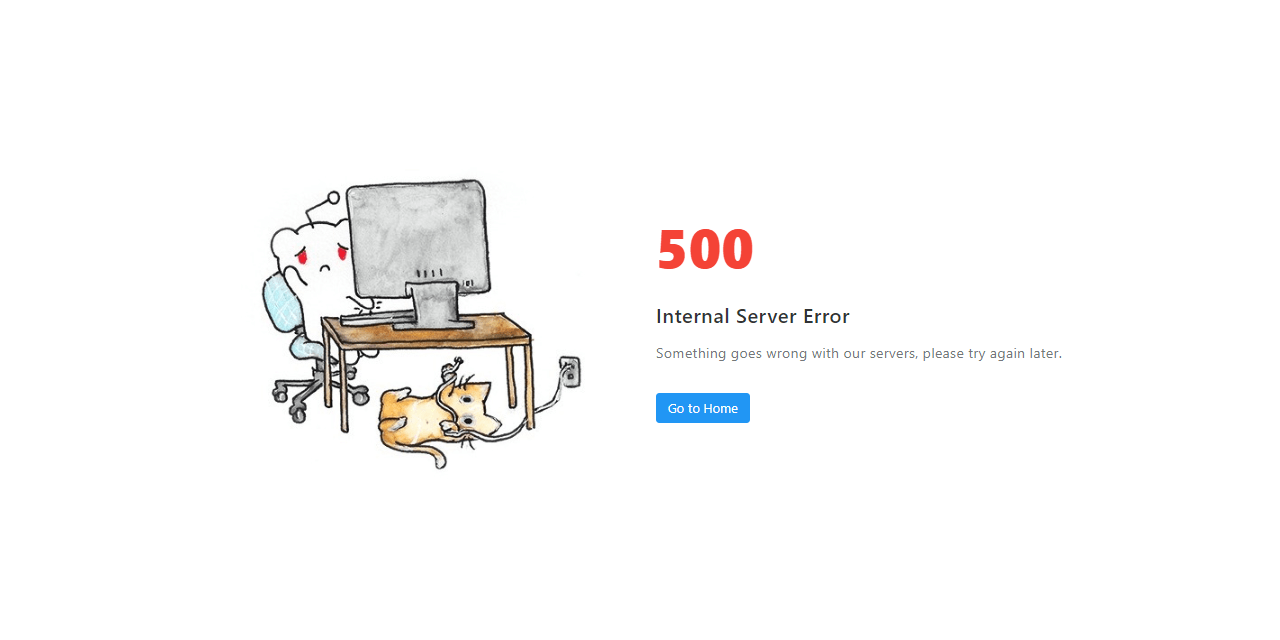 500
Internal Server Error
Something goes wrong with our servers, please try again later.
Go to Home